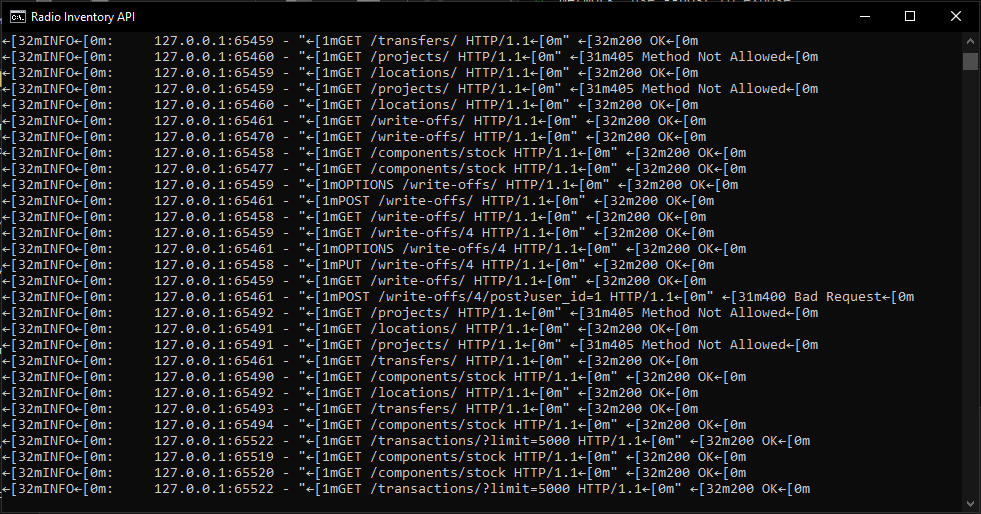 Radio Inventory API
←[32mINFO←[0m:     127.0.0.1:65459 - "←[1mGET /transfers/ HTTP/1.1←[0m" ←[32m200 OK←[0m
←[32mINFO←[0m:     127.0.0.1:65460 - "←[1mGET /projects/ HTTP/1.1←[0m" ←[31m405 Method Not Allowed←[0m
←[32mINFO←[0m:     127.0.0.1:65459 - "←[1mGET /locations/ HTTP/1.1←[0m" ←[32m200 OK←[0m
←[32mINFO←[0m:     127.0.0.1:65459 - "←[1mGET /projects/ HTTP/1.1←[0m" ←[31m405 Method Not Allowed←[0m
←[32mINFO←[0m:     127.0.0.1:65460 - "←[1mGET /locations/ HTTP/1.1←[0m" ←[32m200 OK←[0m
←[32mINFO←[0m:     127.0.0.1:65461 - "←[1mGET /write-offs/ HTTP/1.1←[0m" ←[32m200 OK←[0m
←[32mINFO←[0m:     127.0.0.1:65470 - "←[1mGET /write-offs/ HTTP/1.1←[0m" ←[32m200 OK←[0m
←[32mINFO←[0m:     127.0.0.1:65458 - "←[1mGET /components/stock HTTP/1.1←[0m" ←[32m200 OK←[0m
←[32mINFO←[0m:     127.0.0.1:65477 - "←[1mGET /components/stock HTTP/1.1←[0m" ←[32m200 OK←[0m
←[32mINFO←[0m:     127.0.0.1:65459 - "←[1mOPTIONS /write-offs/ HTTP/1.1←[0m" ←[32m200 OK←[0m
←[32mINFO←[0m:     127.0.0.1:65461 - "←[1mPOST /write-offs/ HTTP/1.1←[0m" ←[32m200 OK←[0m
←[32mINFO←[0m:     127.0.0.1:65458 - "←[1mGET /write-offs/ HTTP/1.1←[0m" ←[32m200 OK←[0m
←[32mINFO←[0m:     127.0.0.1:65459 - "←[1mGET /write-offs/4 HTTP/1.1←[0m" ←[32m200 OK←[0m
←[32mINFO←[0m:     127.0.0.1:65461 - "←[1mOPTIONS /write-offs/4 HTTP/1.1←[0m" ←[32m200 OK←[0m
←[32mINFO←[0m:     127.0.0.1:65458 - "←[1mPUT /write-offs/4 HTTP/1.1←[0m" ←[32m200 OK←[0m
←[32mINFO←[0m:     127.0.0.1:65459 - "←[1mGET /write-offs/ HTTP/1.1←[0m" ←[32m200 OK←[0m
←[32mINFO←[0m:     127.0.0.1:65461 - "←[1mPOST /write-offs/4/post?user_id=1 HTTP/1.1←[0m" ←[31m400 Bad Request←[0m
←[32mINFO←[0m:     127.0.0.1:65492 - "←[1mGET /projects/ HTTP/1.1←[0m" ←[31m405 Method Not Allowed←[0m
←[32mINFO←[0m:     127.0.0.1:65491 - "←[1mGET /locations/ HTTP/1.1←[0m" ←[32m200 OK←[0m
←[32mINFO←[0m:     127.0.0.1:65491 - "←[1mGET /projects/ HTTP/1.1←[0m" ←[31m405 Method Not Allowed←[0m
←[32mINFO←[0m:     127.0.0.1:65461 - "←[1mGET /transfers/ HTTP/1.1←[0m" ←[32m200 OK←[0m
←[32mINFO←[0m:     127.0.0.1:65490 - "←[1mGET /components/stock HTTP/1.1←[0m" ←[32m200 OK←[0m
←[32mINFO←[0m:     127.0.0.1:65492 - "←[1mGET /locations/ HTTP/1.1←[0m" ←[32m200 OK←[0m
←[32mINFO←[0m:     127.0.0.1:65493 - "←[1mGET /transfers/ HTTP/1.1←[0m" ←[32m200 OK←[0m
←[32mINFO←[0m:     127.0.0.1:65494 - "←[1mGET /components/stock HTTP/1.1←[0m" ←[32m200 OK←[0m
←[32mINFO←[0m:     127.0.0.1:65522 - "←[1mGET /transactions/?limit=5000 HTTP/1.1←[0m" ←[32m200 OK←[0m
←[32mINFO←[0m:     127.0.0.1:65519 - "←[1mGET /components/stock HTTP/1.1←[0m" ←[32m200 OK←[0m
←[32mINFO←[0m:     127.0.0.1:65520 - "←[1mGET /components/stock HTTP/1.1←[0m" ←[32m200 OK←[0m
←[32mINFO←[0m:     127.0.0.1:65522 - "←[1mGET /transactions/?limit=5000 HTTP/1.1←[0m" ←[32m200 OK←[0m